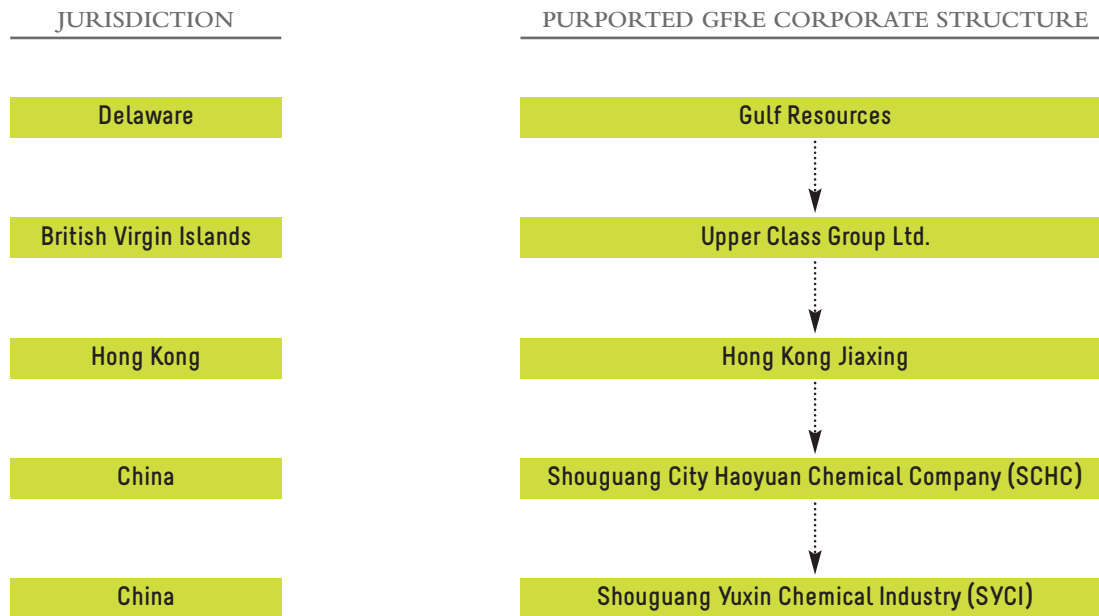 JURISDICTION
PURPORTED GFRE CORPORATE STRUCTURE
Delaware
Gulf Resources
British Virgin Islands
Upper Class Group Ltd.
Hong Kong
Hong Kong Jiaxing
China
Shouguang City Haoyuan Chemical Company (SCHC)
China
Shouguang Yuxin Chemical Industry (SYCI)